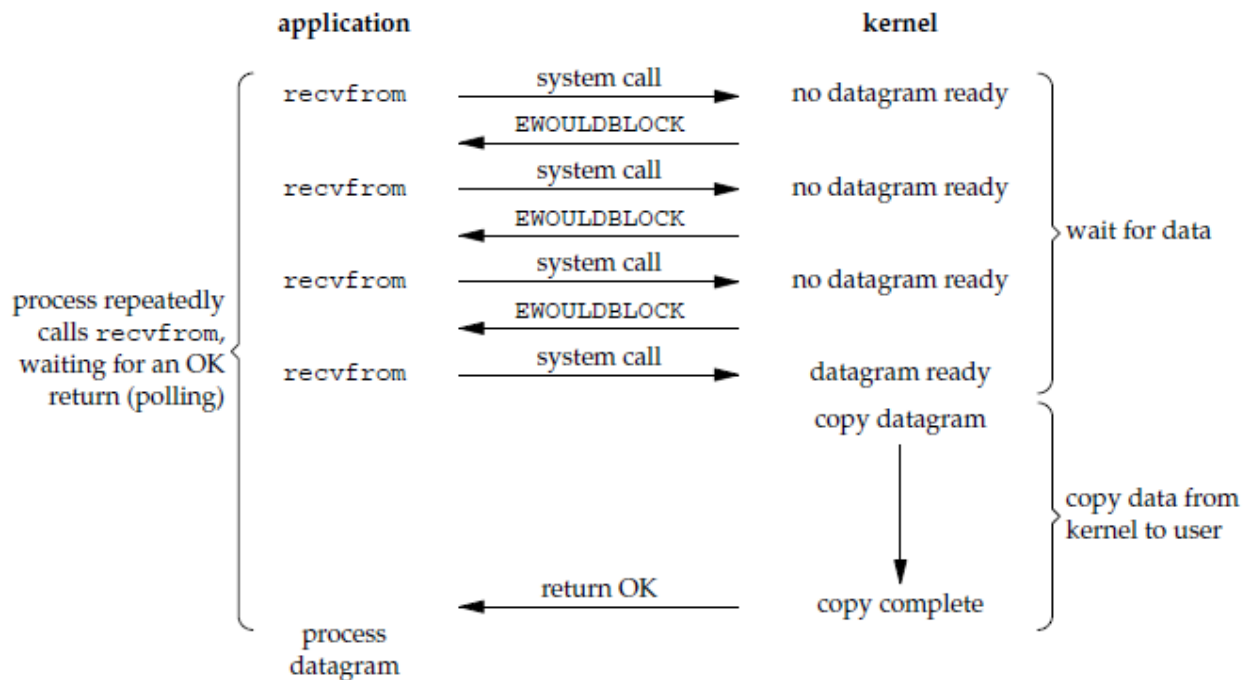 application
kernel
recvfrom
system call
no datagram ready
EWOULDBLOCK
recvfrom
system call
no datagram ready
EWOULDBLOCK
wait for data
recvfrom
system call
no datagram ready
process repeatedly
calls recvfrom,
waiting for an OK
return (polling)
EWOULDBLOCK
recvfrom
system call
datagram ready
copy datagram
copy data from
kernel to user
return OK
copy complete
process
datagram